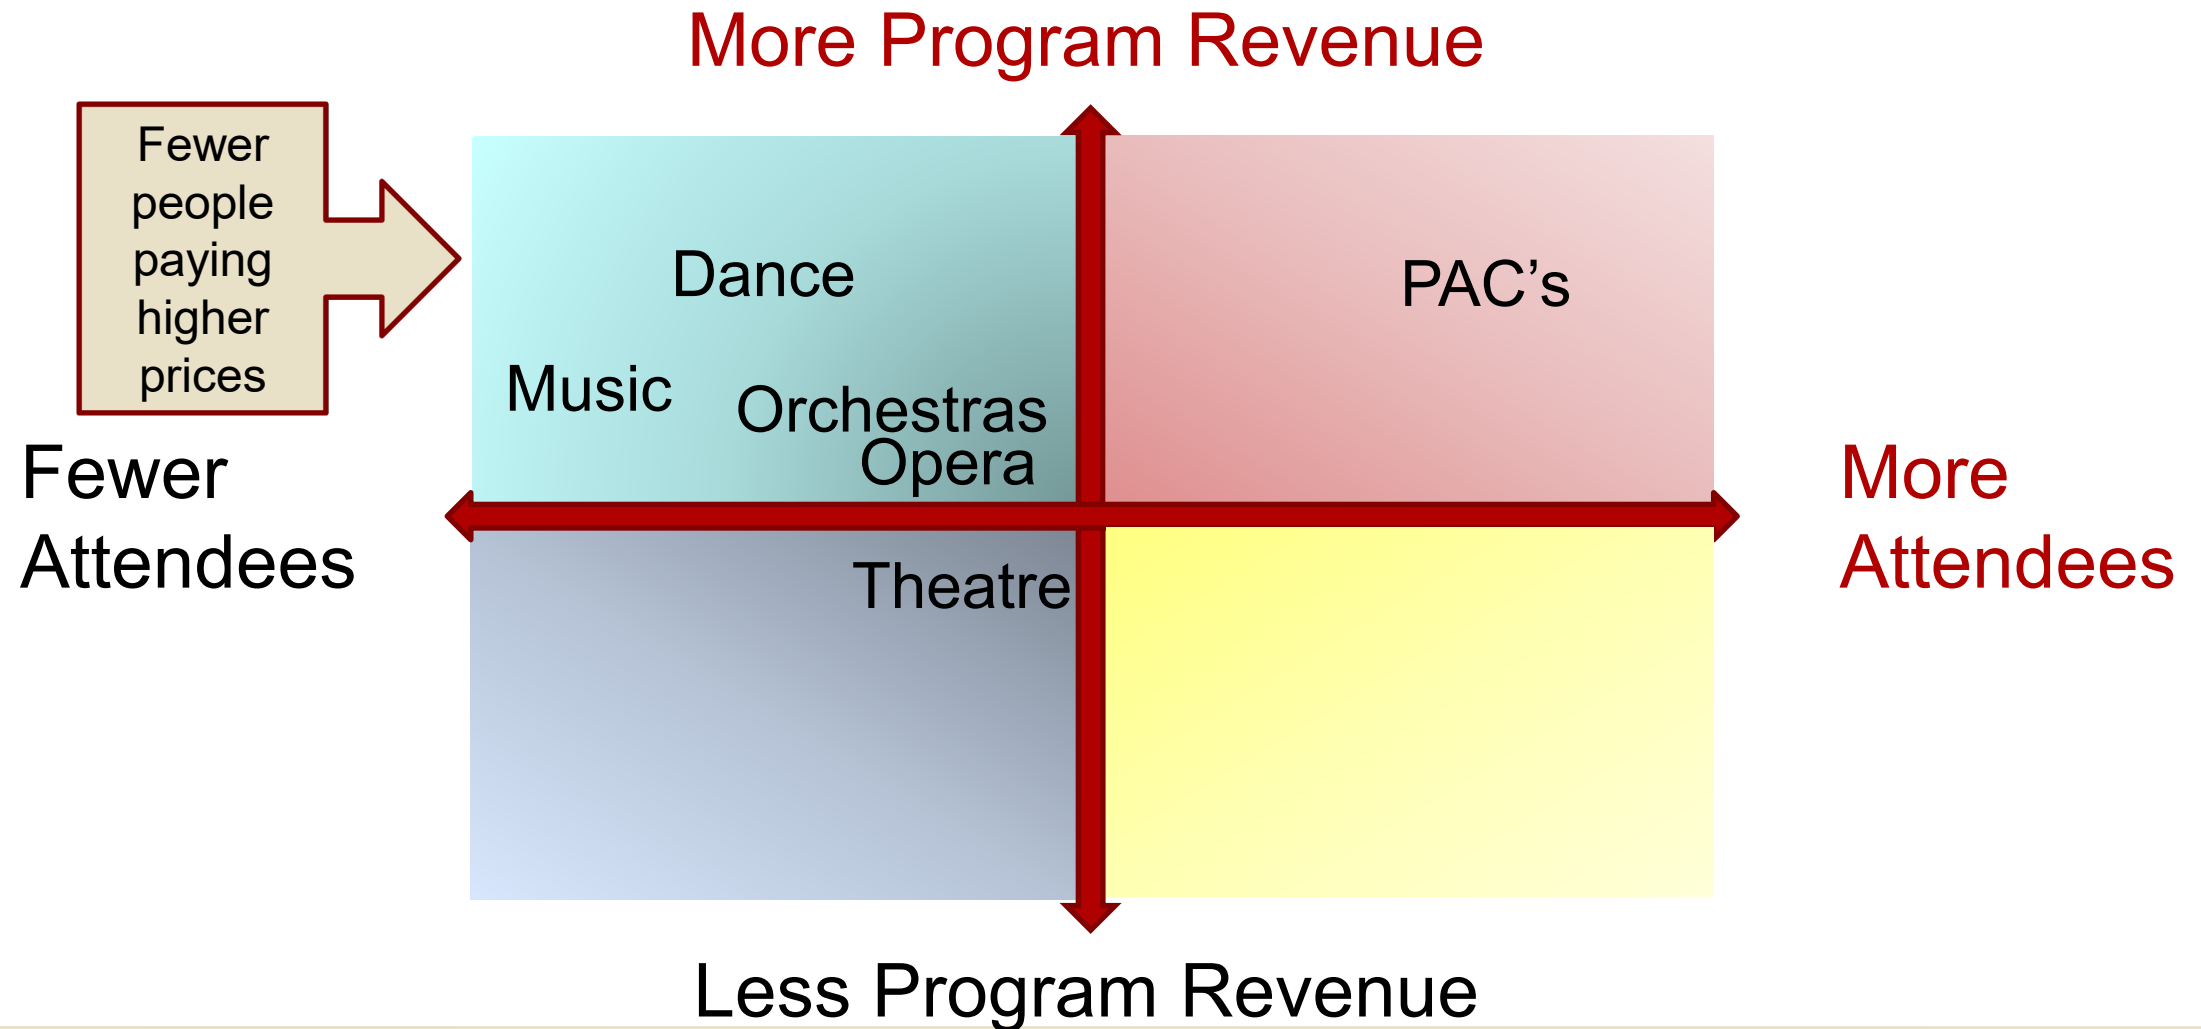 More Program Revenue
Fewer
people
paying
higher
prices
Dance
PAC’s
Music
Orchestras
Opera
Fewer
Attendees
More
Attendees
Theatre
Less Program Revenue